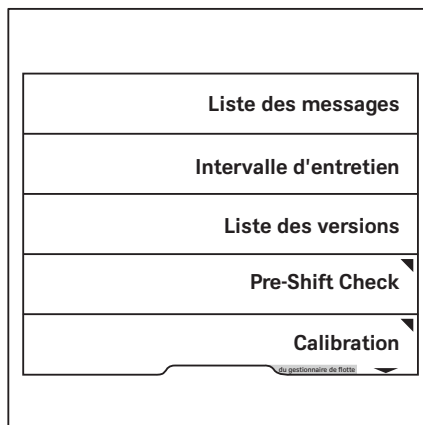 Liste des messages
Intervalle d'entretien
Liste des versions
Pre-Shift Check
Calibration
du gestionnaire de flotte